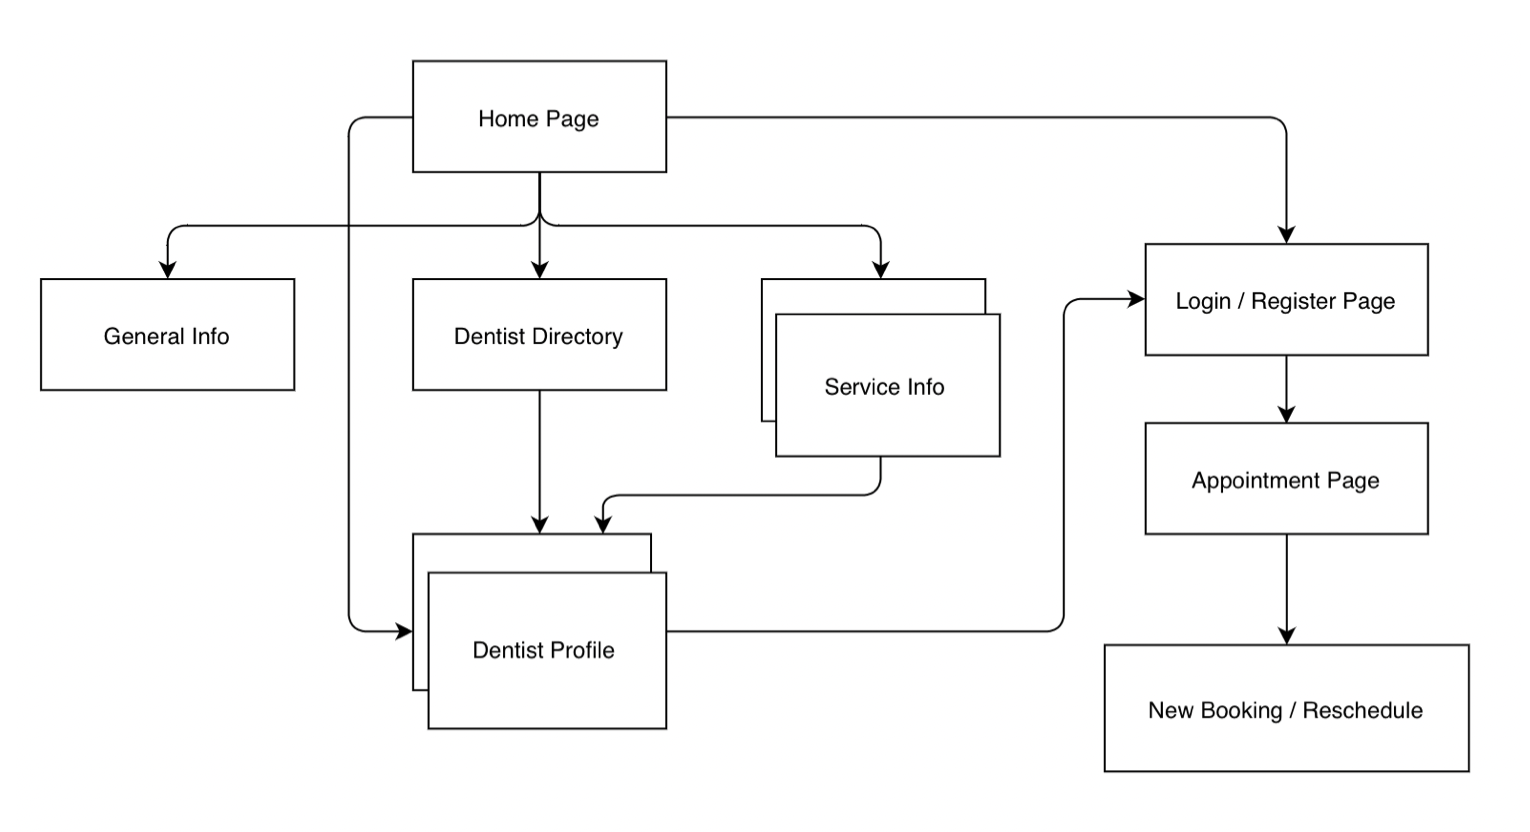 Home Page
General Info
Dentist Directory
Service Info
Login / Register Page
Appointment Page
Dentist Profile
New Booking / Reschedule